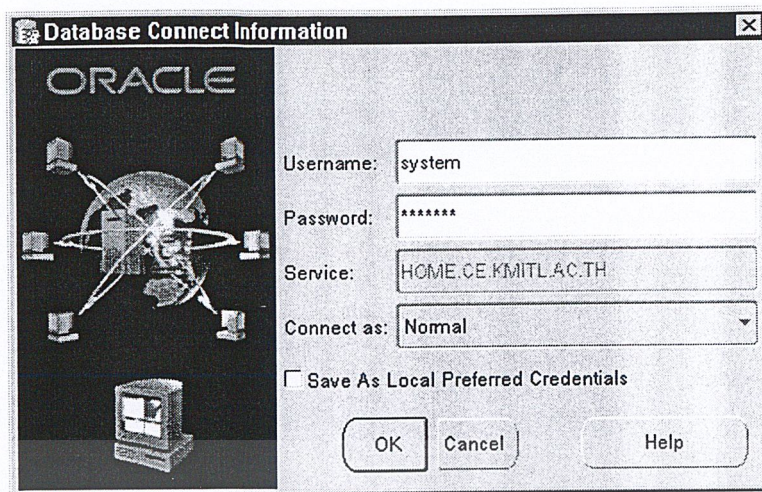 Database Connect Information
ORACLE
Username: system
Password: *******
Service: HOME.CE.KMITL.AC.TH
Connect as: Normal
Save As Local Preferred Credentials
OK Cancel Help